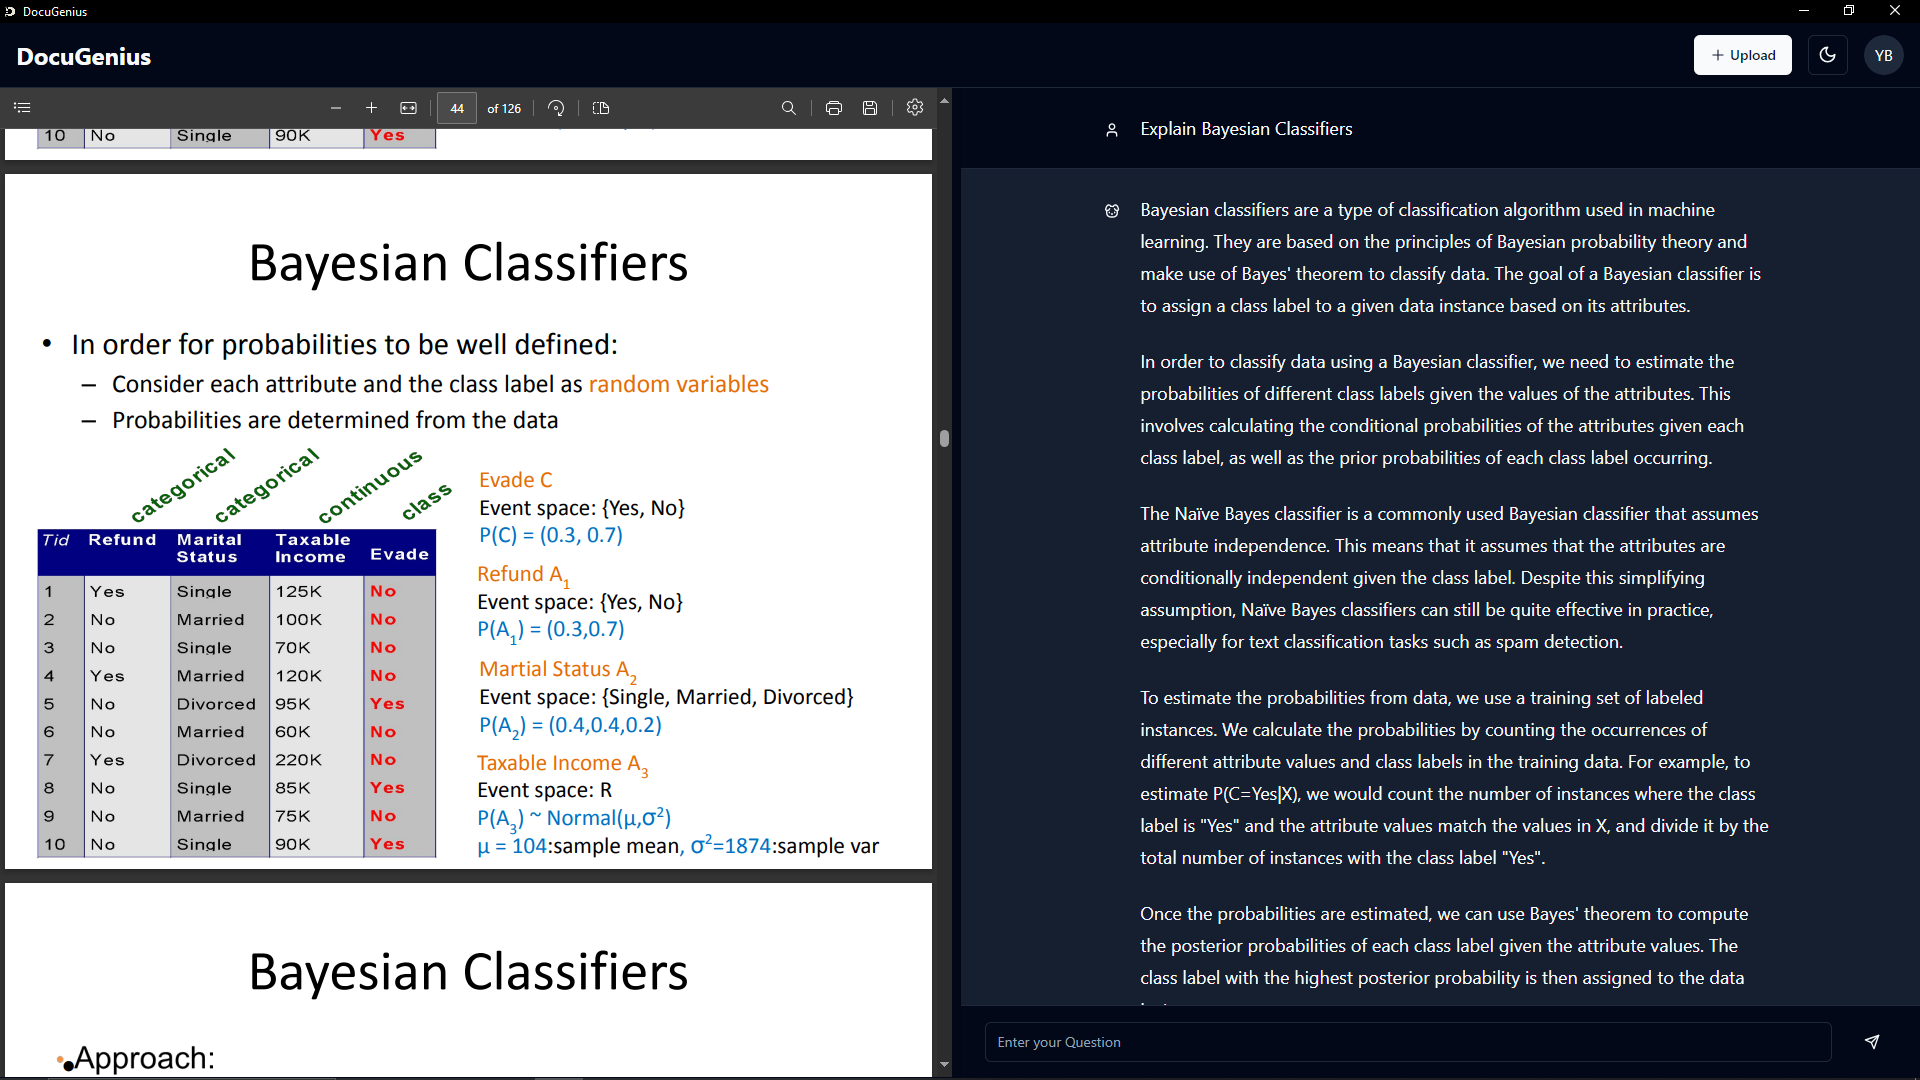 DocuGenius
DocuGenius
Upload
YB
44 of 126
10 No Single 90K Yes
Bayesian Classifiers
• In order for probabilities to be well defined:
– Consider each attribute and the class label as random variables
– Probabilities are determined from the data
categorical categorical continuous class
Tid Refund Marital Status Taxable Income Evade
1 Yes Single 125K No
2 No Married 100K No
3 No Single 70K No
4 Yes Married 120K No
5 No Divorced 95K Yes
6 No Married 60K No
7 Yes Divorced 220K No
8 No Single 85K Yes
9 No Married 75K No
10 No Single 90K Yes
Evade C
Event space: {Yes, No}
P(C) = (0.3, 0.7)
Refund A1
Event space: {Yes, No}
P(A1) = (0.3,0.7)
Martial Status A2
Event space: {Single, Married, Divorced}
P(A2) = (0.4,0.4,0.2)
Taxable Income A3
Event space: R
P(A3) ~ Normal(μ,σ²)
μ = 104:sample mean, σ²=1874:sample var
Bayesian Classifiers
•Approach:
Explain Bayesian Classifiers
Bayesian classifiers are a type of classification algorithm used in machine
learning. They are based on the principles of Bayesian probability theory and
make use of Bayes' theorem to classify data. The goal of a Bayesian classifier is
to assign a class label to a given data instance based on its attributes.
In order to classify data using a Bayesian classifier, we need to estimate the
probabilities of different class labels given the values of the attributes. This
involves calculating the conditional probabilities of the attributes given each
class label, as well as the prior probabilities of each class label occurring.
The Naïve Bayes classifier is a commonly used Bayesian classifier that assumes
attribute independence. This means that it assumes that the attributes are
conditionally independent given the class label. Despite this simplifying
assumption, Naïve Bayes classifiers can still be quite effective in practice,
especially for text classification tasks such as spam detection.
To estimate the probabilities from data, we use a training set of labeled
instances. We calculate the probabilities by counting the occurrences of
different attribute values and class labels in the training data. For example, to
estimate P(C=Yes|X), we would count the number of instances where the class
label is "Yes" and the attribute values match the values in X, and divide it by the
total number of instances with the class label "Yes".
Once the probabilities are estimated, we can use Bayes' theorem to compute
the posterior probabilities of each class label given the attribute values. The
class label with the highest posterior probability is then assigned to the data
Enter your Question